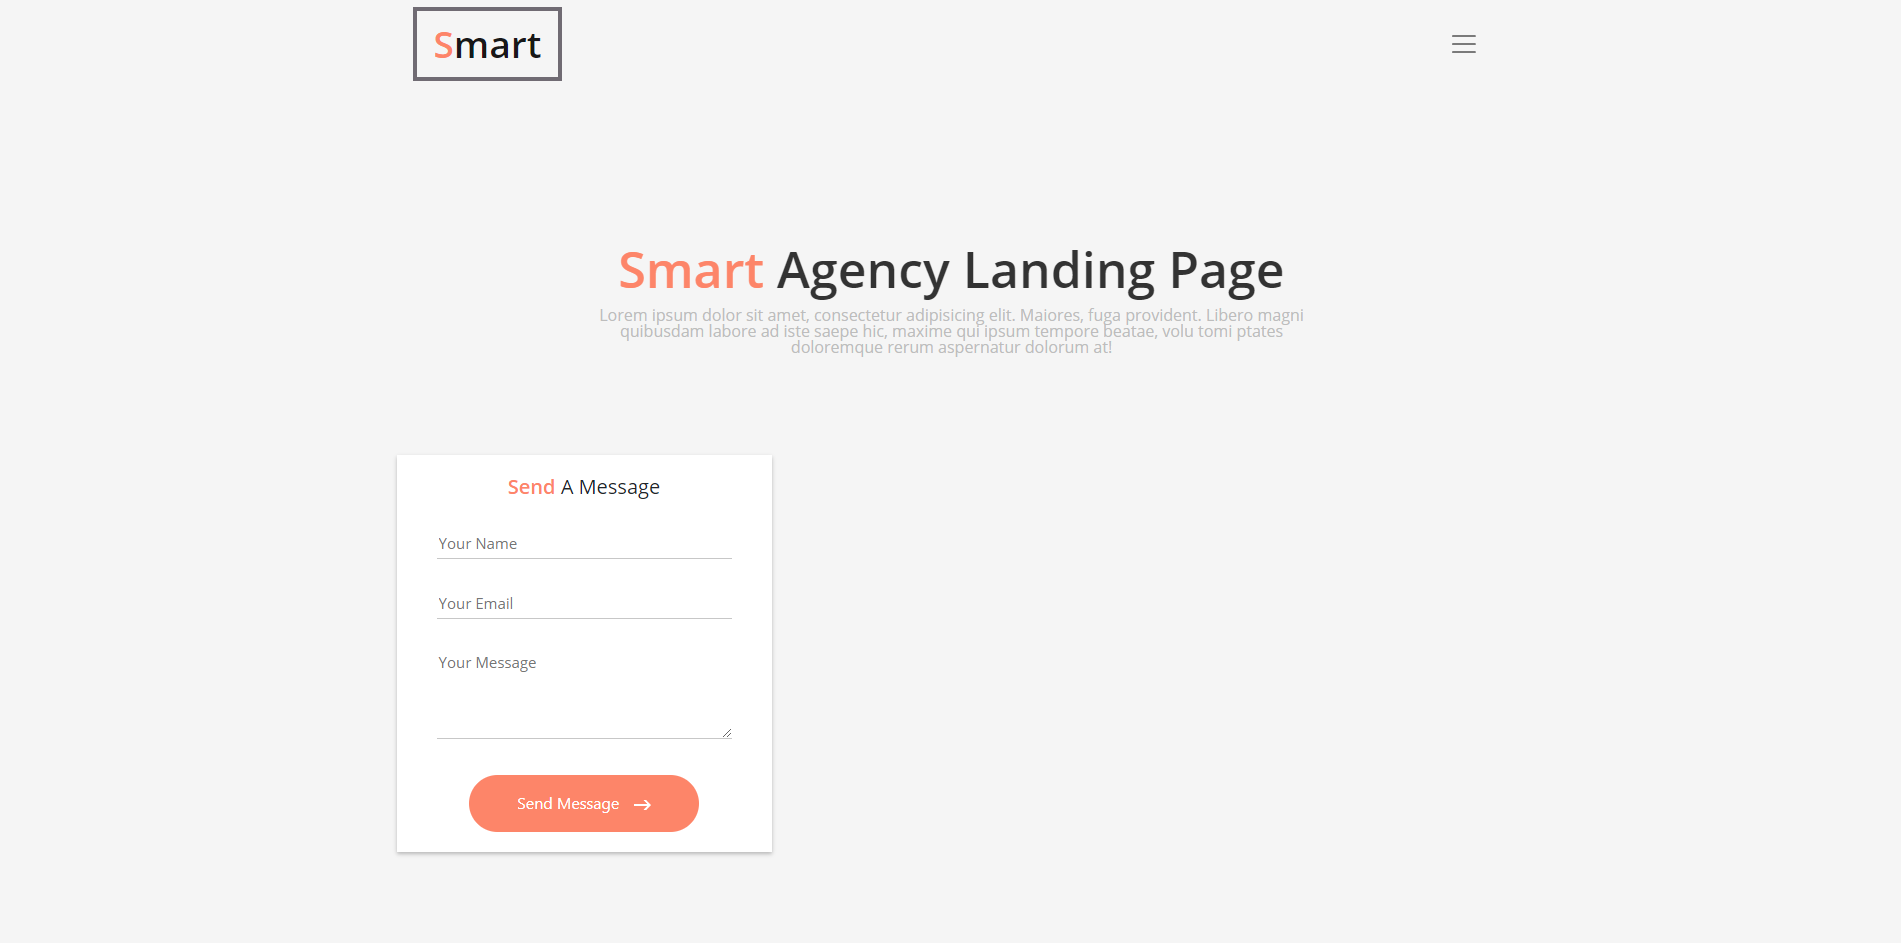 Smart
Smart Agency Landing Page
Lorem ipsum dolor sit amet, consectetur adipisicing elit. Maiores, fuga provident. Libero magni
quibusdam labore ad iste saepe hic, maxime qui ipsum tempore beatae, volu tomi ptates
doloremque rerum aspernatur dolorum at!
Send A Message
Your Name
Your Email
Your Message
Send Message